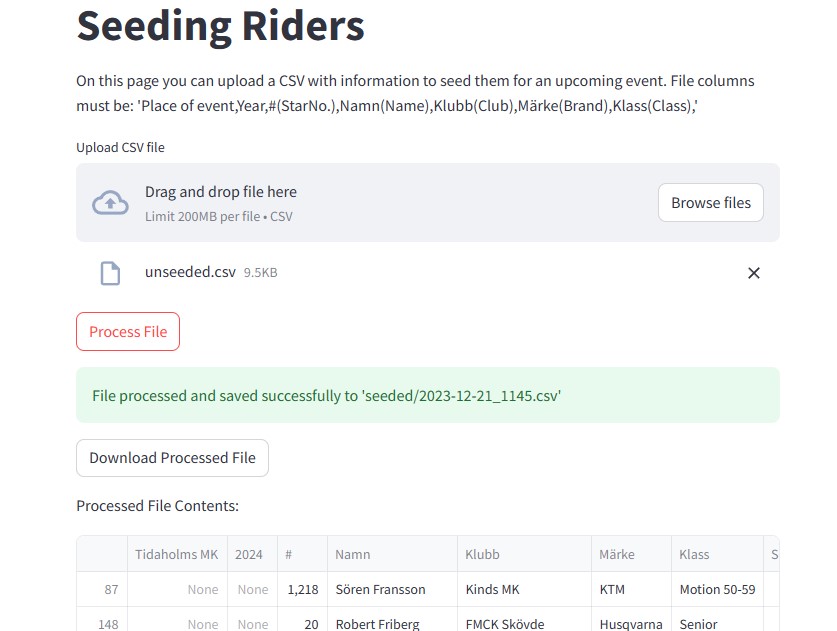 Seeding Riders
On this page you can upload a CSV with information to seed them for an upcoming event. File columns
must be: 'Place of event,Year,#(StarNo.),Namn(Name),Klubb(Club),Märke(Brand),Klass(Class),'
Upload CSV file
Drag and drop file here
Limit 200MB per file • CSV
Browse files
unseeded.csv 9.5KB
Process File
File processed and saved successfully to 'seeded/2023-12-21_1145.csv'
Download Processed File
Processed File Contents:
Tidaholms MK 2024 # Namn Klubb Märke Klass S
87 None None 1,218 Sören Fransson Kinds MK KTM Motion 50-59
148 None None 20 Robert Friberg FMCK Skövde Husqvarna Senior